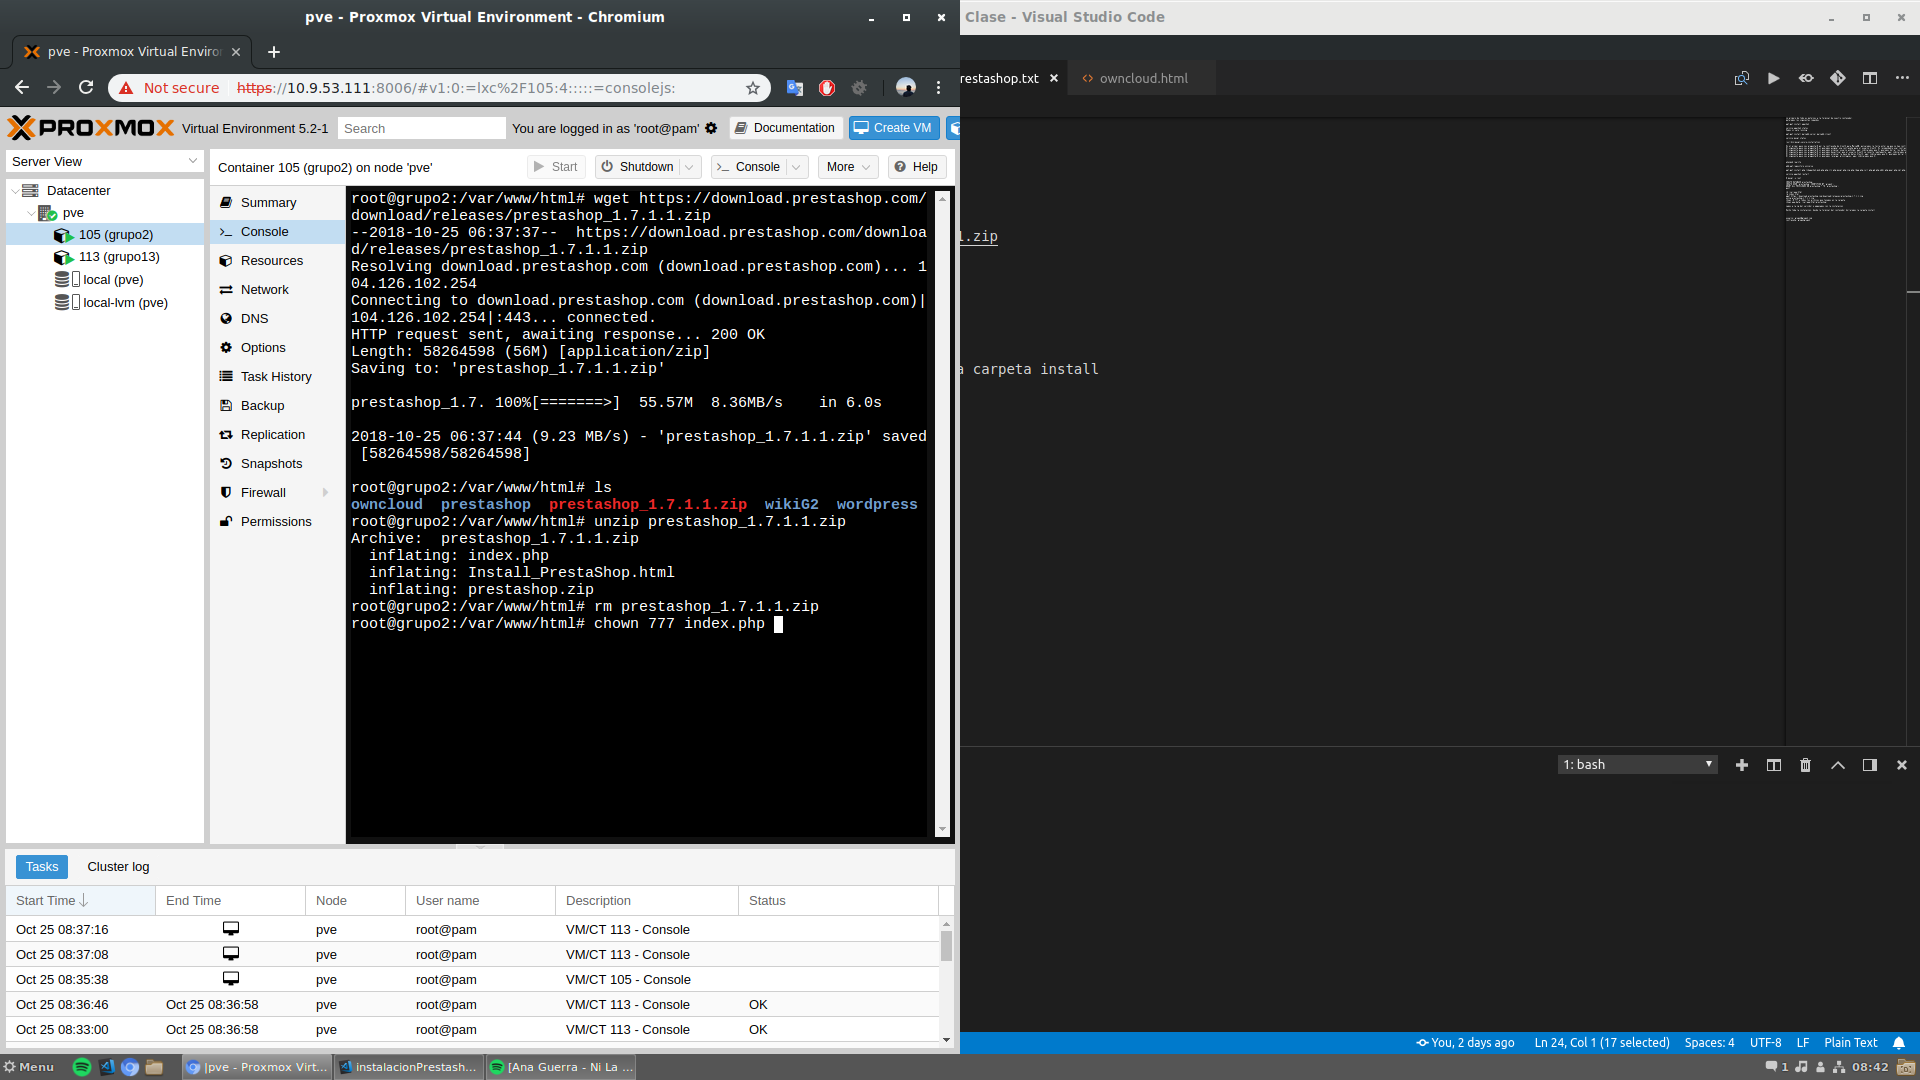 pve - Proxmox Virtual Environment - Chromium
Clase - Visual Studio Code
pve - Proxmox Virtual Enviro
restashop.txt
owncloud.html
Not secure https://10.9.53.111:8006/#v1:0:=lxc%2F105:4:::::=consolejs:
PROXMOX Virtual Environment 5.2-1
Search
You are logged in as 'root@pam'
Documentation
Create VM
Server View
Container 105 (grupo2) on node 'pve'
Start
Shutdown
Console
More
Help
Datacenter
pve
105 (grupo2)
113 (grupo13)
local (pve)
local-lvm (pve)
Summary
Console
Resources
Network
DNS
Options
Task History
Backup
Replication
Snapshots
Firewall
Permissions
root@grupo2:/var/www/html# wget https://download.prestashop.com/
download/releases/prestashop_1.7.1.1.zip
--2018-10-25 06:37:37--  https://download.prestashop.com/downloa
d/releases/prestashop_1.7.1.1.zip
Resolving download.prestashop.com (download.prestashop.com)... 1
04.126.102.254
Connecting to download.prestashop.com (download.prestashop.com)|
104.126.102.254|:443... connected.
HTTP request sent, awaiting response... 200 OK
Length: 58264598 (56M) [application/zip]
Saving to: 'prestashop_1.7.1.1.zip'
prestashop_1.7. 100%[=======>]  55.57M  8.36MB/s    in 6.0s
2018-10-25 06:37:44 (9.23 MB/s) - 'prestashop_1.7.1.1.zip' saved
[58264598/58264598]
root@grupo2:/var/www/html# ls
owncloud  prestashop  prestashop_1.7.1.1.zip  wikiG2  wordpress
root@grupo2:/var/www/html# unzip prestashop_1.7.1.1.zip
Archive:  prestashop_1.7.1.1.zip
inflating: index.php
inflating: Install_PrestaShop.html
inflating: prestashop.zip
root@grupo2:/var/www/html# rm prestashop_1.7.1.1.zip
root@grupo2:/var/www/html# chown 777 index.php
.zip
carpeta install
1: bash
Tasks
Cluster log
Start Time End Time Node User name Description Status
Oct 25 08:37:16 pve root@pam VM/CT 113 - Console
Oct 25 08:37:08 pve root@pam VM/CT 113 - Console
Oct 25 08:35:38 pve root@pam VM/CT 105 - Console
Oct 25 08:36:46 Oct 25 08:36:58 pve root@pam VM/CT 113 - Console OK
Oct 25 08:33:00 Oct 25 08:36:58 pve root@pam VM/CT 113 - Console OK
You, 2 days ago
Ln 24, Col 1 (17 selected)
Spaces: 4
UTF-8
LF
Plain Text
Menu
|pve - Proxmox Virt...
instalacionPrestash...
[Ana Guerra - Ni La ...
1
08:42